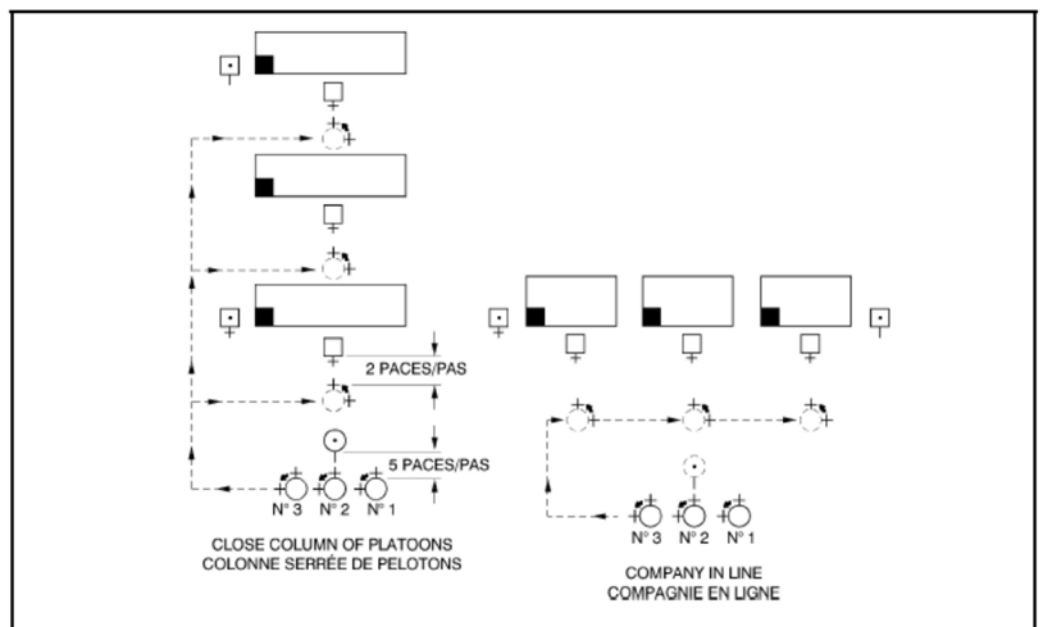 2 PACES/PAS
5 PACES/PAS
N° 3 N° 2 N° 1
CLOSE COLUMN OF PLATOONS
COLONNE SERRÉE DE PELOTONS
N° 3 N° 2 N° 1
COMPANY IN LINE
COMPAGNIE EN LIGNE